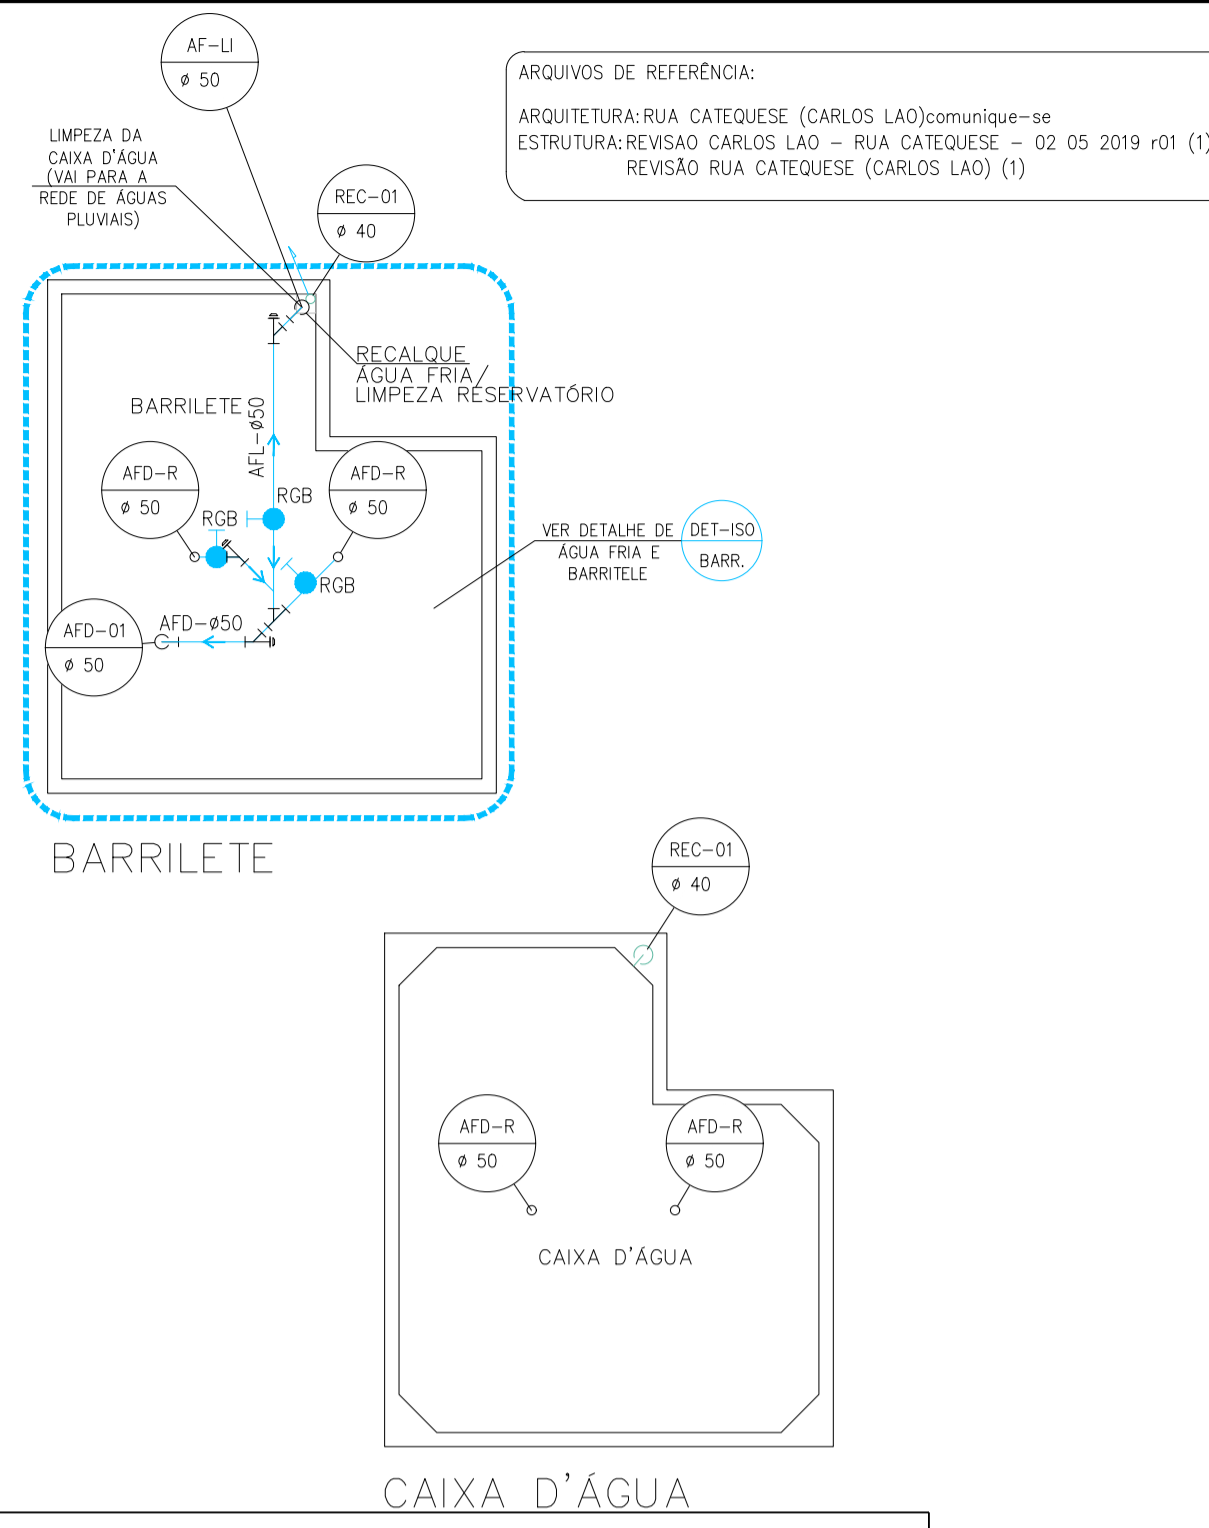 AF-LI
ø 50
ARQUIVOS DE REFERÊNCIA:
ARQUITETURA: RUA CATEQUESE (CARLOS LAO)comunique-se
ESTRUTURA: REVISAO CARLOS LAO - RUA CATEQUESE - 02 05 2019 r01 (1)
REVISÃO RUA CATEQUESE (CARLOS LAO) (1)
LIMPEZA DA
CAIXA D'ÁGUA
(VAI PARA A
REDE DE ÁGUAS
PLUVIAIS)
REC-01
ø 40
RECALQUE
ÁGUA FRIA/
LIMPEZA RESERVATÓRIO
BARRILETE
AFL-ø50
AFD-R
ø 50
AFD-R
ø 50
RGB
RGB
RGB
VER DETALHE DE
ÁGUA FRIA E
BARRITELE
DET-ISO
BARR.
AFD-01
ø 50
AFD-ø50
BARRILETE
REC-01
ø 40
AFD-R
ø 50
AFD-R
ø 50
CAIXA D'ÁGUA
CAIXA D'ÁGUA